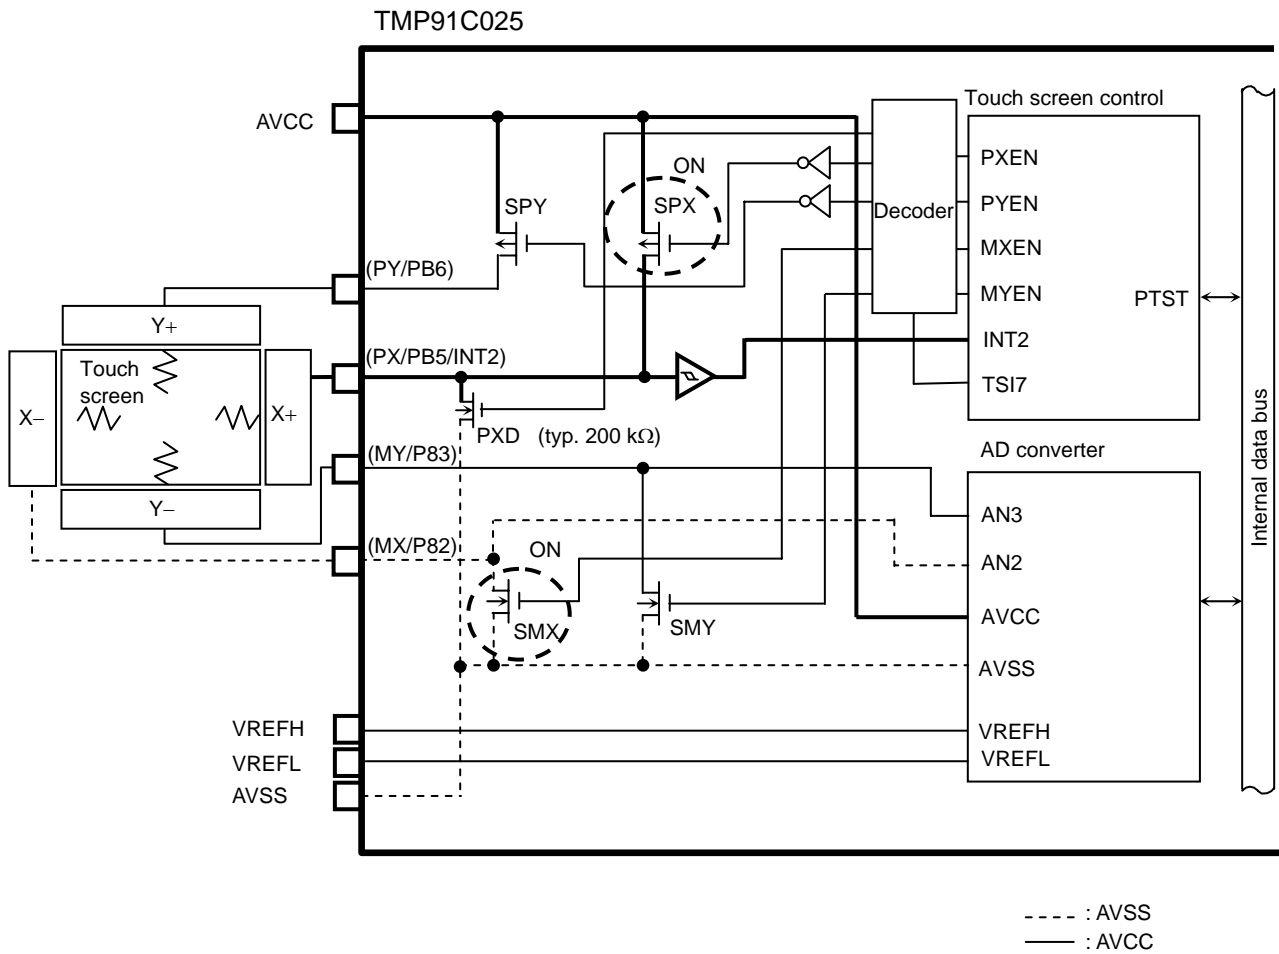 TMP91C025
Touch screen control
AVCC
ON
PXEN
SPY
SPX
Decoder
PYEN
MXEN
(PY/PB6)
MYEN
PTST
Y+
INT2
(PX/PB5/INT2)
Touch
screen
TSI7
X−
X+
PXD
(typ. 200 kΩ)
(MY/P83)
AD converter
Internal data bus
Y−
AN3
(MX/P82)
ON
AN2
SMX
SMY
AVCC
AVSS
VREFH
VREFH
VREFL
VREFL
AVSS
: AVSS
: AVCC